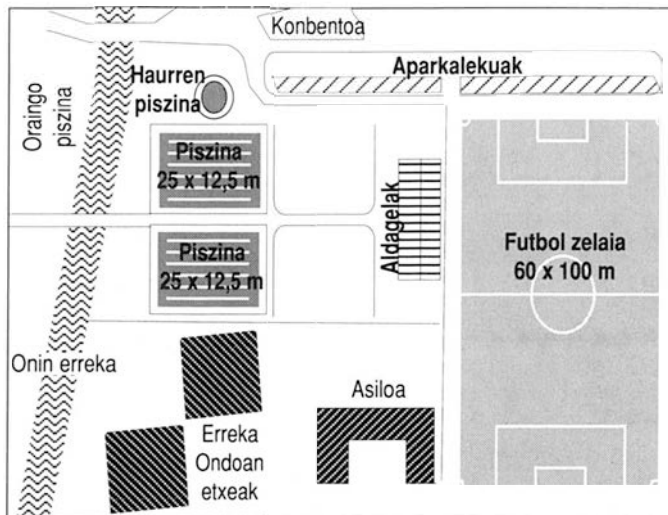 Konbentoa
Aparkalekuak
Haurren
piszina
Oraingo
piszina
Piszina
25 x 12,5 m
Aldagelak
Futbol zelaia
60 x 100 m
Piszina
25 x 12,5 m
Onin erreka
Asiloa
Erreka
Ondoan
etxeak